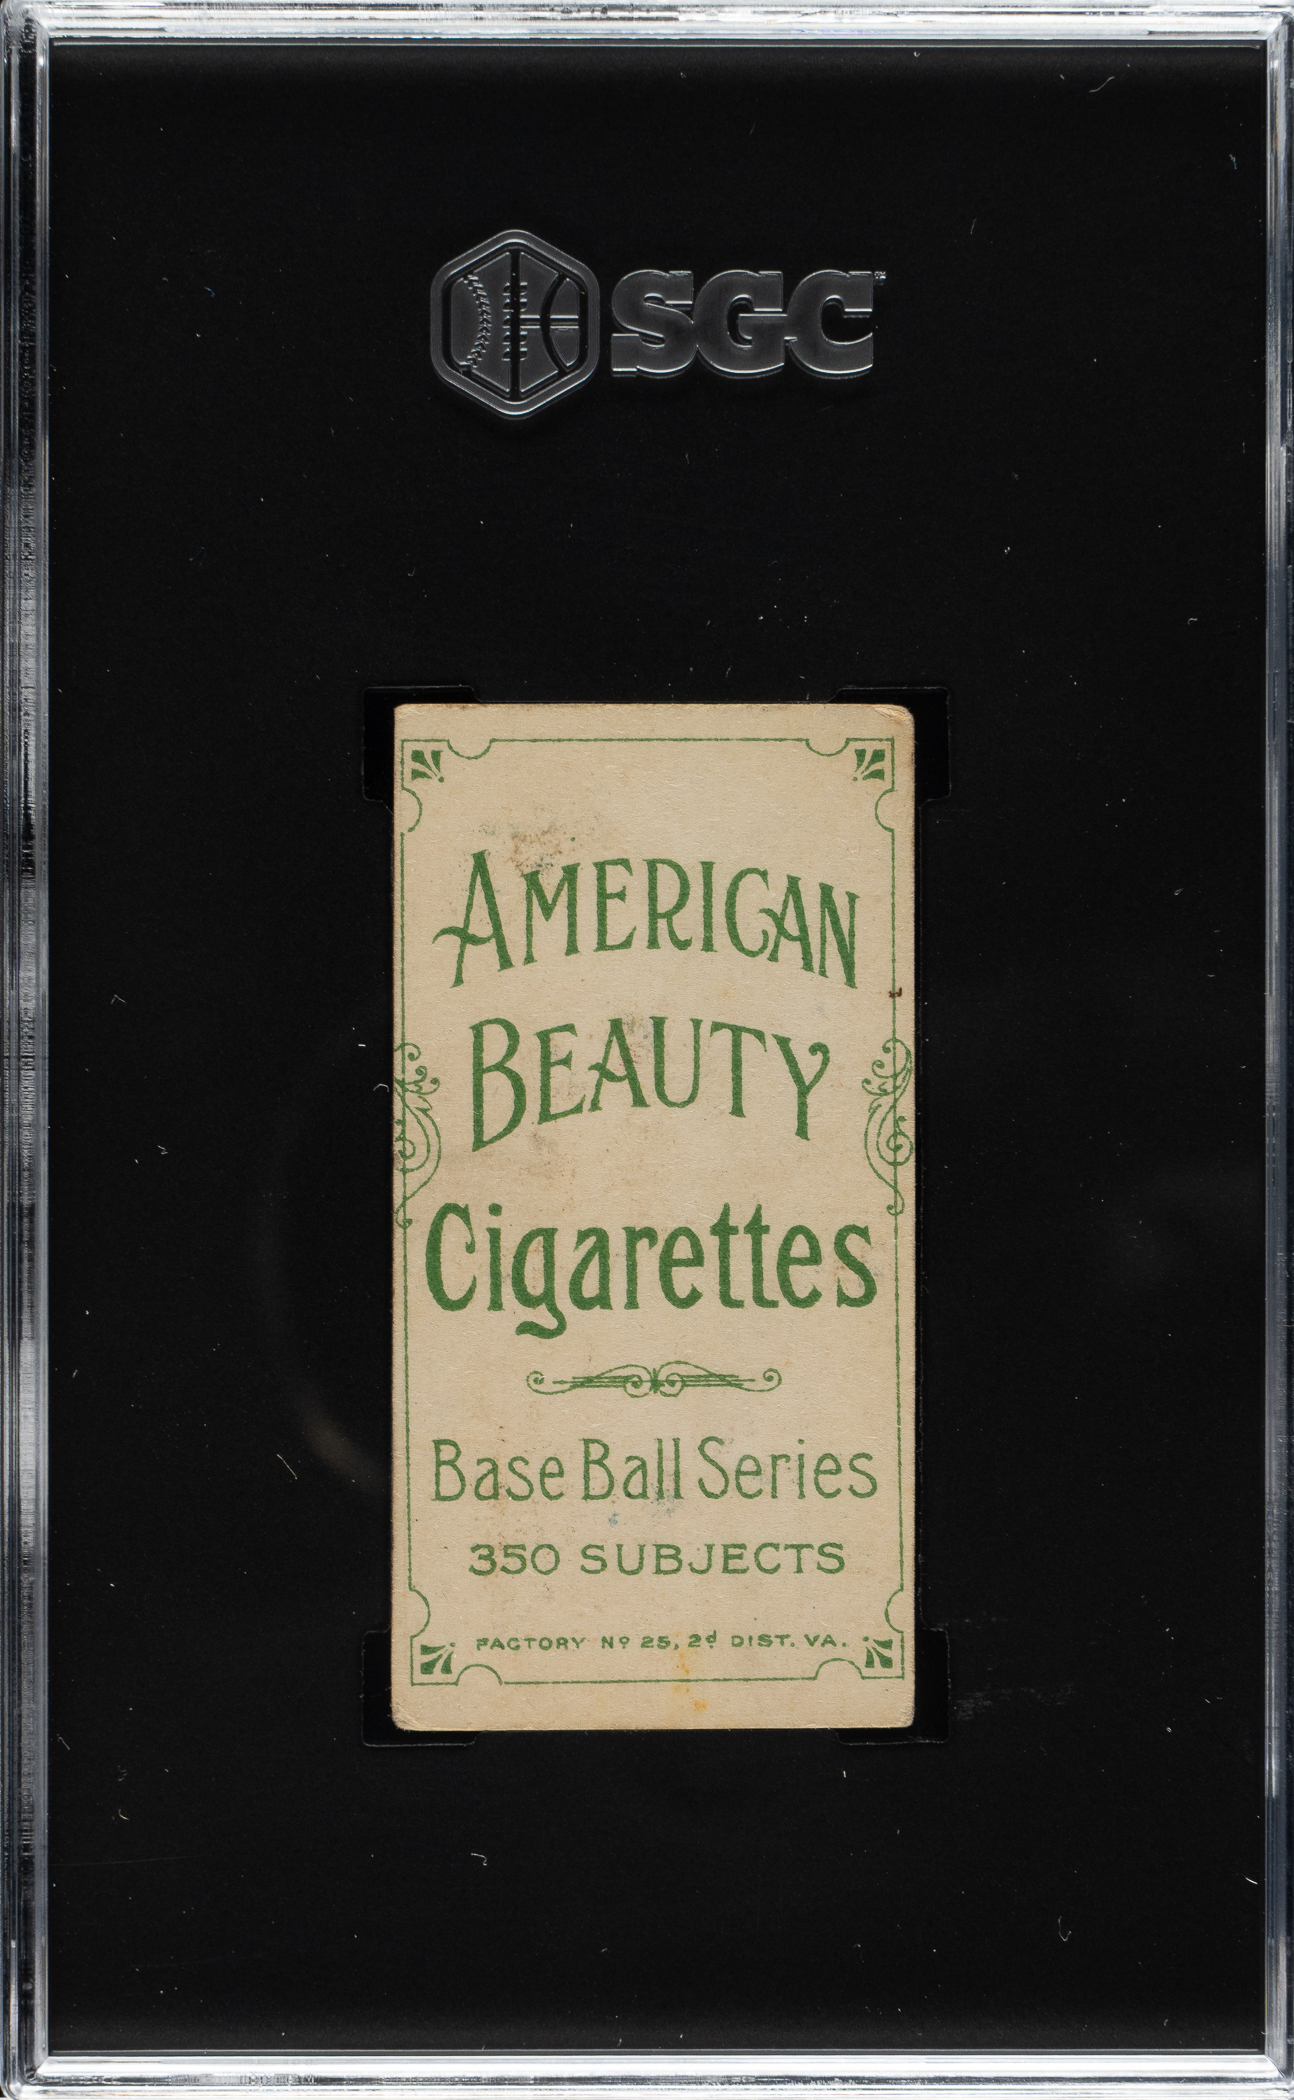 SGC
AMERICAN
BEAUTY
Cigarettes
Base Ball Series
350 SUBJECTS
FACTORY Nº 25, 2d DIST. VA.